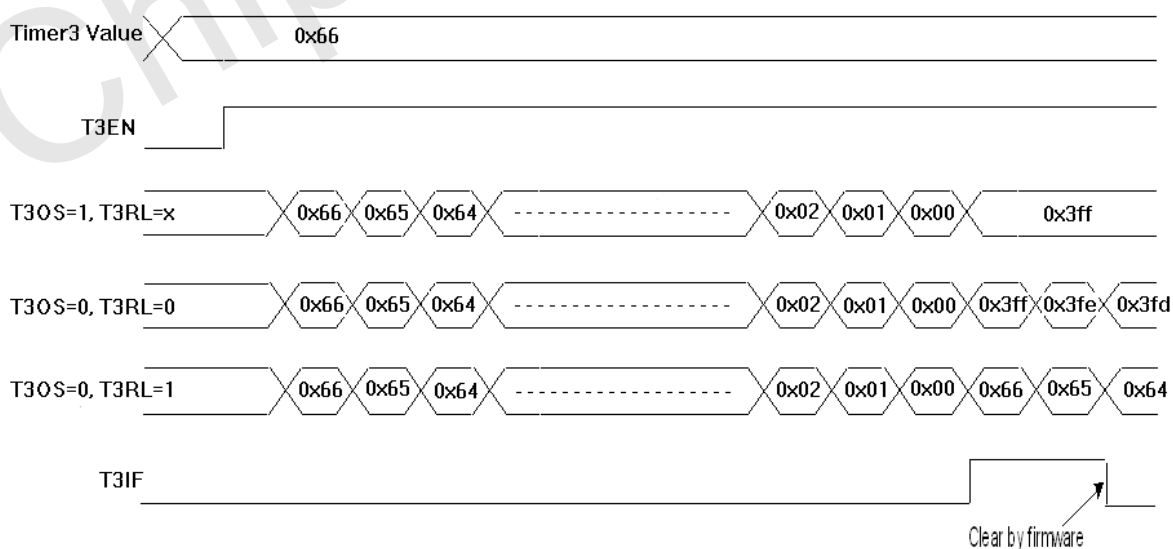 Timer3 Value 0x66
T3EN
T3OS=1, T3RL=x 0x66 0x65 0x64 0x02 0x01 0x00 0x3ff
T3OS=0, T3RL=0 0x66 0x65 0x64 0x02 0x01 0x00 0x3ff 0x3fe 0x3fd
T3OS=0, T3RL=1 0x66 0x65 0x64 0x02 0x01 0x00 0x66 0x65 0x64
T3IF
Clear by firmware